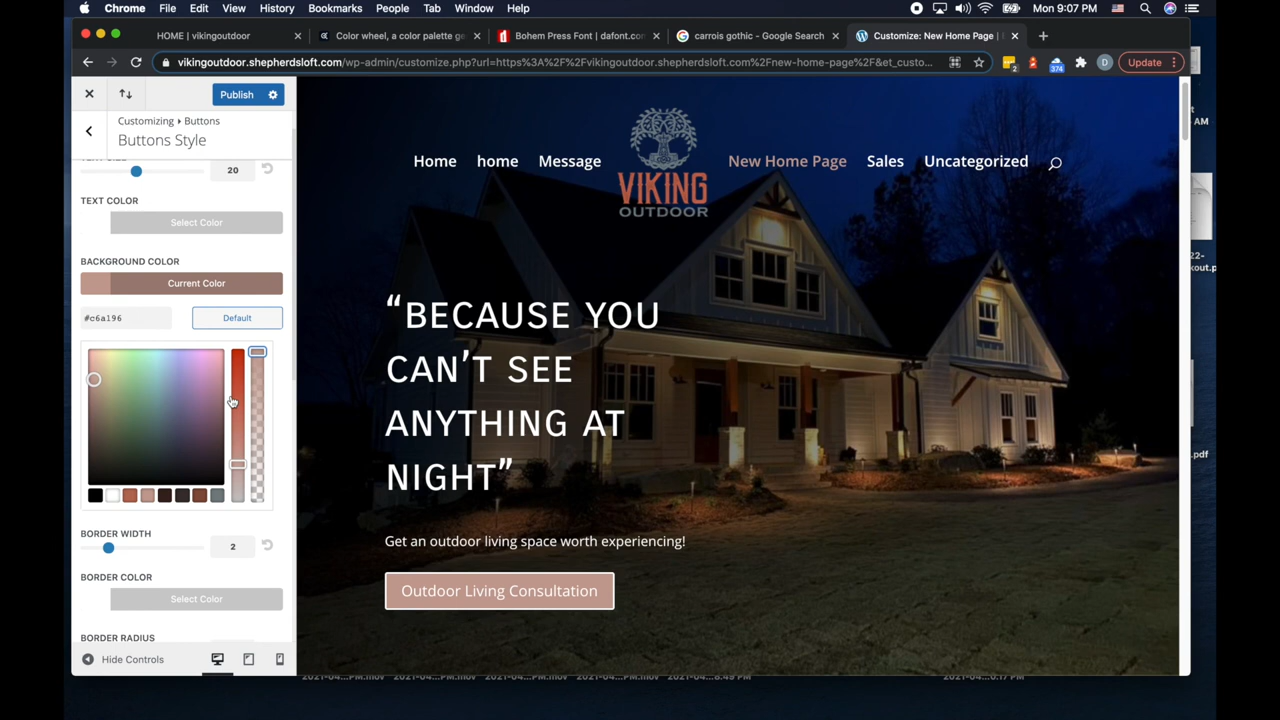 Chrome File Edit View History Bookmarks People Tab Window Help Mon 9:07 PM
HOME | vikingoutdoor Color wheel, a color palette ge Bohem Press Font | dafont.com carrois gothic - Google Search Customize: New Home Page |
vikingoutdoor.shepherdsloft.com/wp-admin/customize.php?url=https%3A%2F%2Fvikingoutdoor.shepherdsloft.com%2Fnew-home-page%2F&et_custo... 2 374 D Update
Publish
Customizing ▸ Buttons
Buttons Style
20
TEXT COLOR
Select Color
BACKGROUND COLOR
Current Color
#c6a196 Default
BORDER WIDTH
2
BORDER COLOR
Select Color
BORDER RADIUS
Hide Controls
Home home Message New Home Page Sales Uncategorized
VIKING
OUTDOOR
“BECAUSE YOU
CAN’T SEE
ANYTHING AT
NIGHT”
Get an outdoor living space worth experiencing!
Outdoor Living Consultation
AM
.pdf